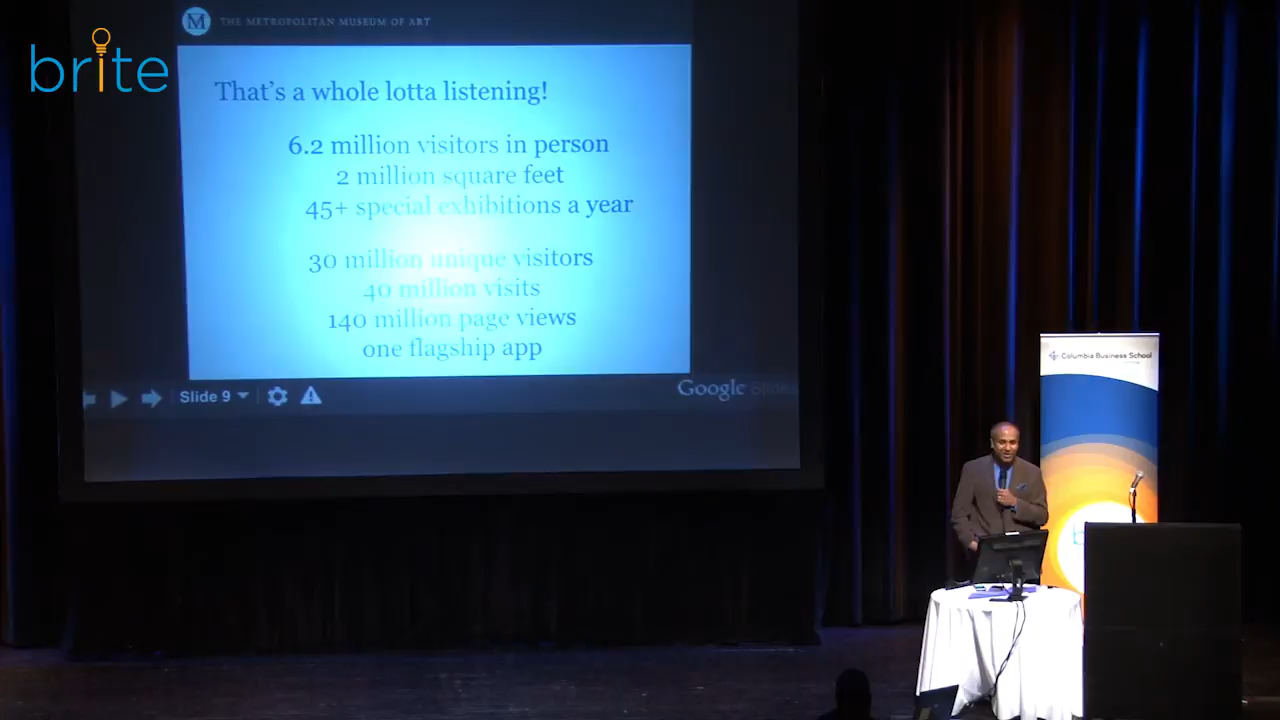 brite
M
THE METROPOLITAN MUSEUM OF ART
That's a whole lotta listening!
6.2 million visitors in person
2 million square feet
45+ special exhibitions a year
30 million unique visitors
40 million visits
140 million page views
one flagship app
Slide 9
Google Slides
Columbia Business School